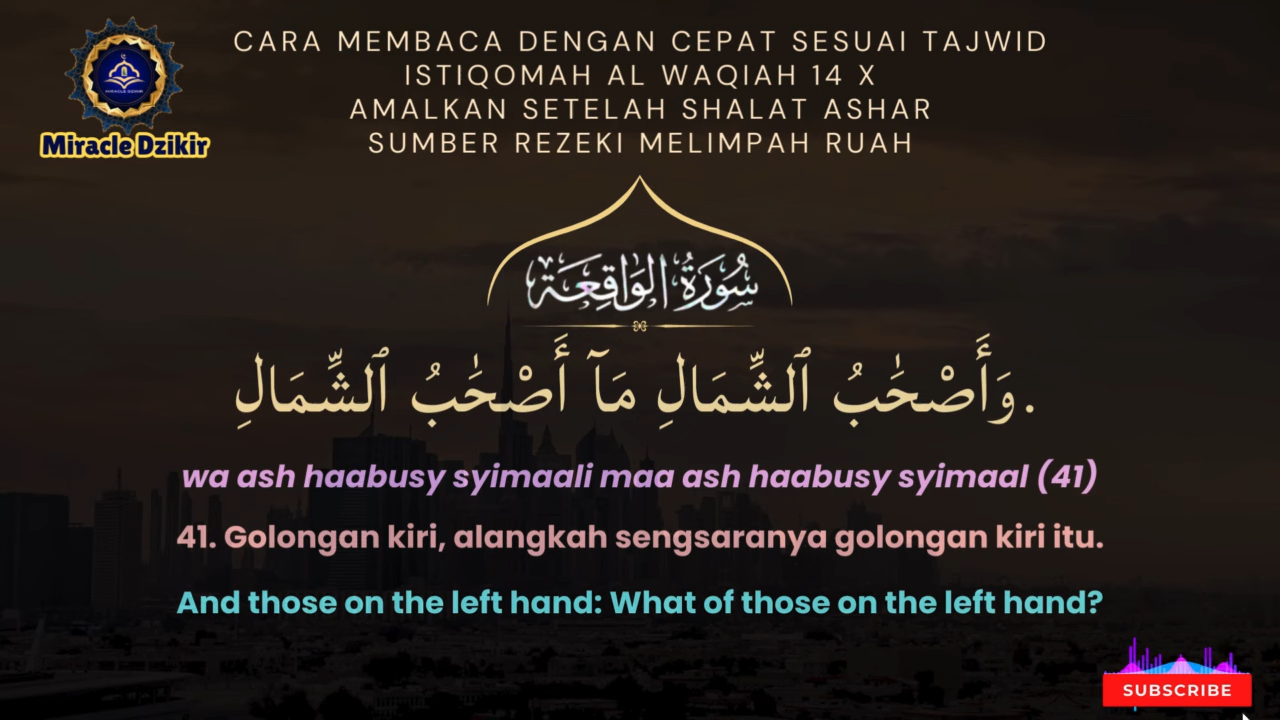 CARA MEMBACA DENGAN CEPAT SESUAI TAJWID
ISTIQOMAH AL WAQIAH 14 X
AMALKAN SETELAH SHALAT ASHAR
SUMBER REZEKI MELIMPAH RUAH
MIRACLE DZIKIR
Miracle Dzikir
سُورَةُ الوَاقِعَة
وَأَصْحَٰبُ ٱلشِّمَالِ مَآ أَصْحَٰبُ ٱلشِّمَالِ.
wa ash haabusy syimaali maa ash haabusy syimaal (41)
41. Golongan kiri, alangkah sengsaranya golongan kiri itu.
And those on the left hand: What of those on the left hand?
SUBSCRIBE